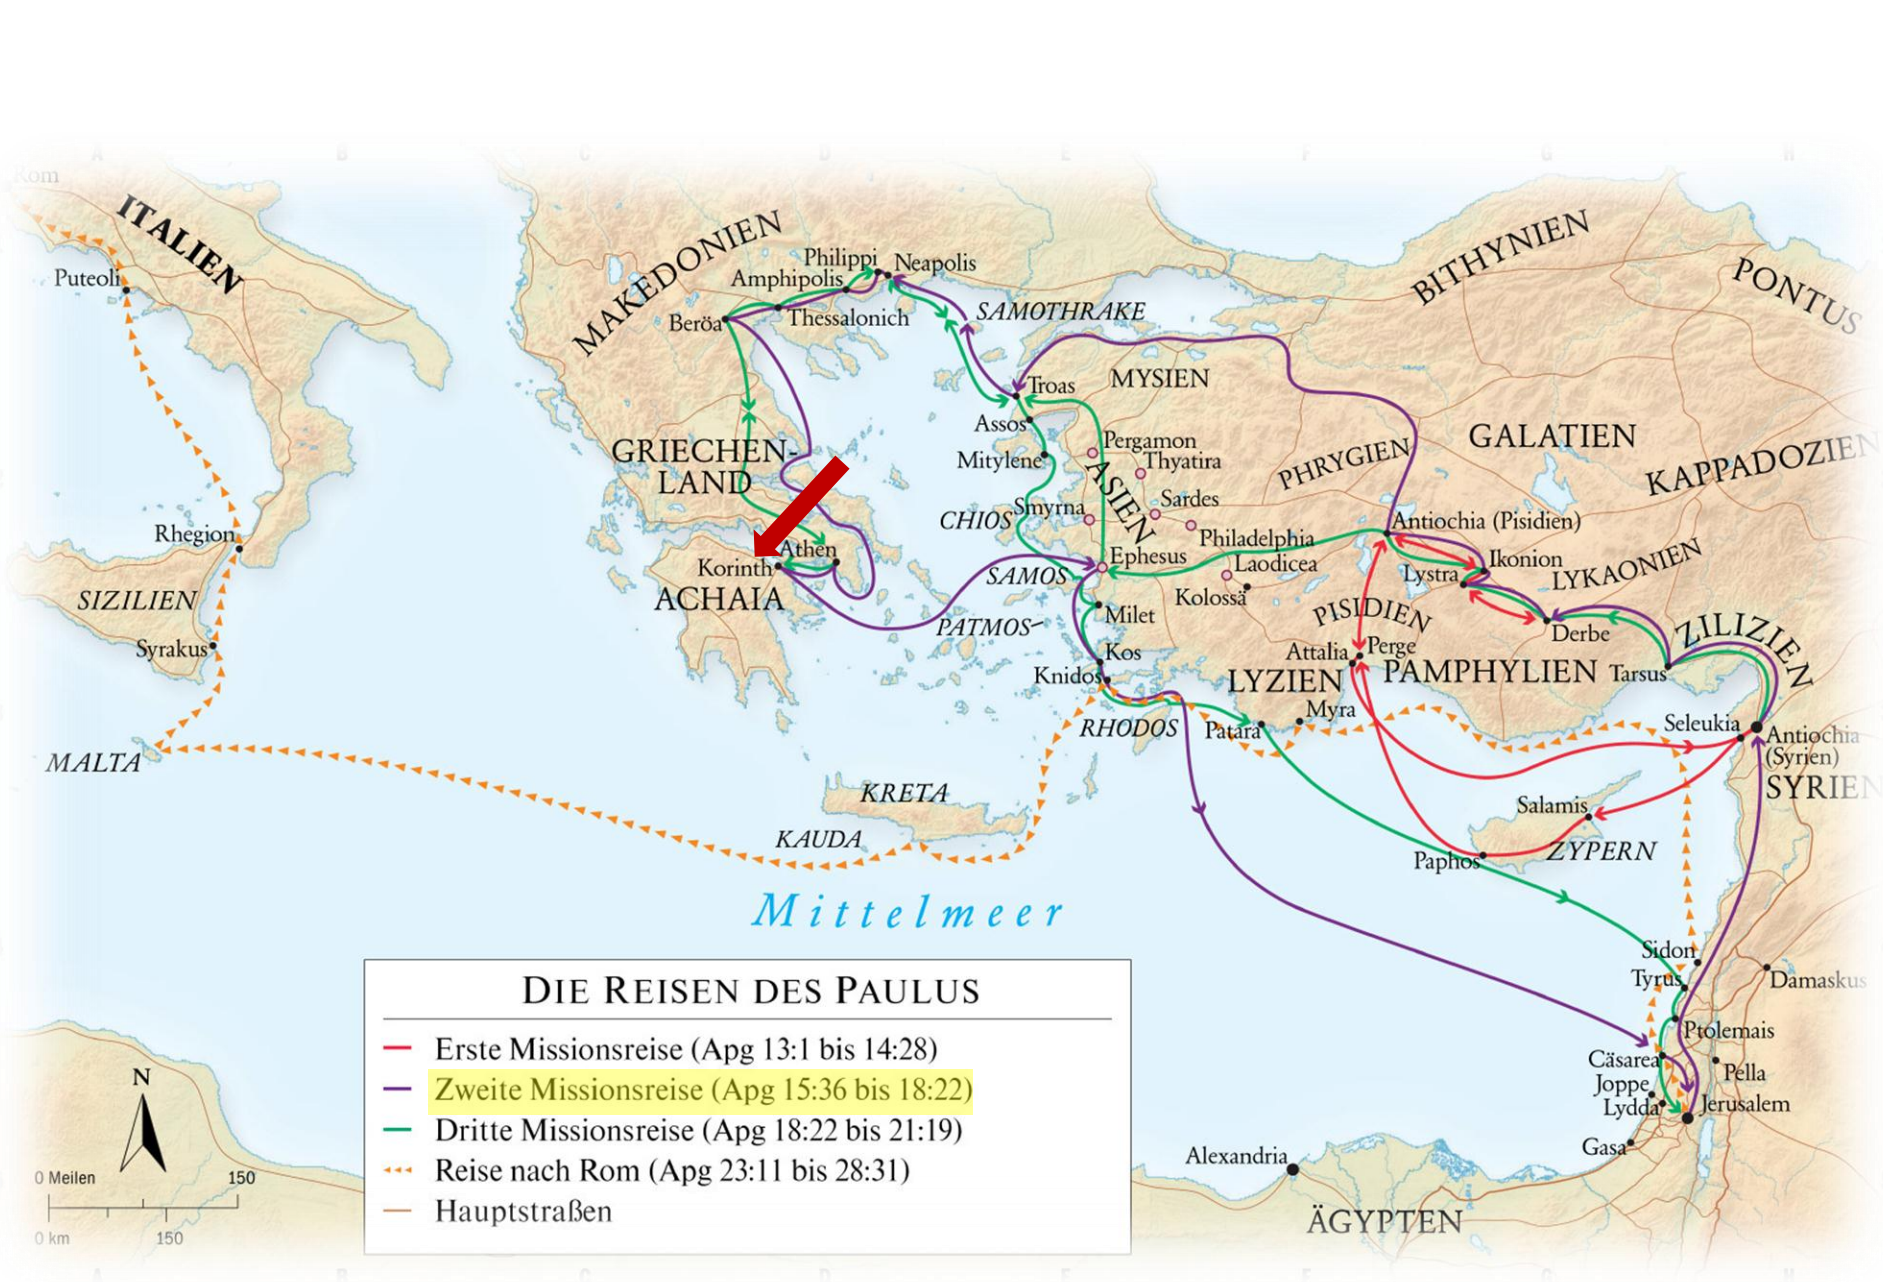 A
B
C
D
E
F
G
H
Rom
ITALIEN
Puteoli
MAKEDONIEN
Philippi
Neapolis
Amphipolis
Thessalonich
Beröa
SAMOTHRAKE
BITHYNIEN
PONTUS
Troas
MYSIEN
Assos
Mitylene
Pergamon
Thyatira
ASIEN
GRIECHEN-
LAND
PHRYGIEN
GALATIEN
KAPPADOZIEN
Smyrna
Sardes
CHIOS
Philadelphia
Antiochia (Pisidien)
Rhegion
Athen
Korinth
ACHAIA
Ephesus
Laodicea
SAMOS
Kolossä
Ikonion
Lystra
LYKAONIEN
SIZILIEN
Syrakus
PATMOS
Milet
PISIDIEN
Derbe
ZILIZIEN
Kos
Knidos
Attalia
Perge
LYZIEN
PAMPHYLIEN
Tarsus
Myra
RHODOS
Patara
Seleukia
Antiochia
(Syrien)
SYRIEN
MALTA
KRETA
KAUDA
Salamis
ZYPERN
Paphos
Mittelmeer
Sidon
Tyrus
Damaskus
Ptolemais
Cäsarea
Pella
Joppe
Lydda
Jerusalem
Gasa
Alexandria
ÄGYPTEN
DIE REISEN DES PAULUS
Erste Missionsreise (Apg 13:1 bis 14:28)
Zweite Missionsreise (Apg 15:36 bis 18:22)
Dritte Missionsreise (Apg 18:22 bis 21:19)
Reise nach Rom (Apg 23:11 bis 28:31)
Hauptstraßen
N
0 Meilen 150
0 km 150